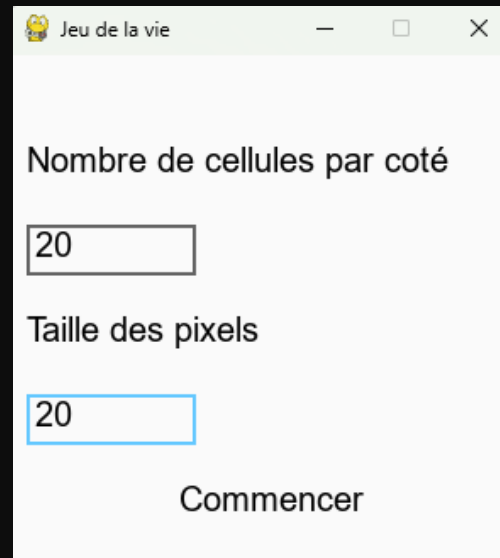 Jeu de la vie
Nombre de cellules par coté
20
Taille des pixels
20
Commencer